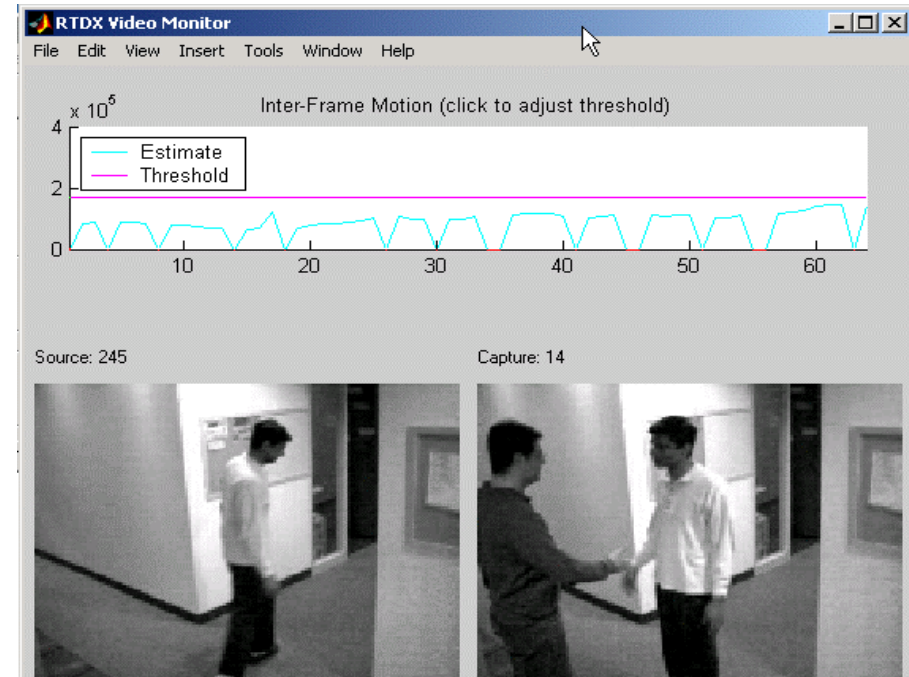 RTDX Video Monitor
File Edit View Insert Tools Window Help
x 10^5
Inter-Frame Motion (click to adjust threshold)
4
2
0
Estimate
Threshold
10 20 30 40 50 60
Source: 245
Capture: 14